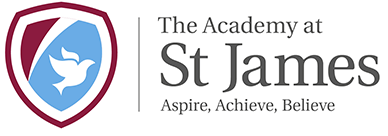 The Academy at
St James
Aspire, Achieve, Believe